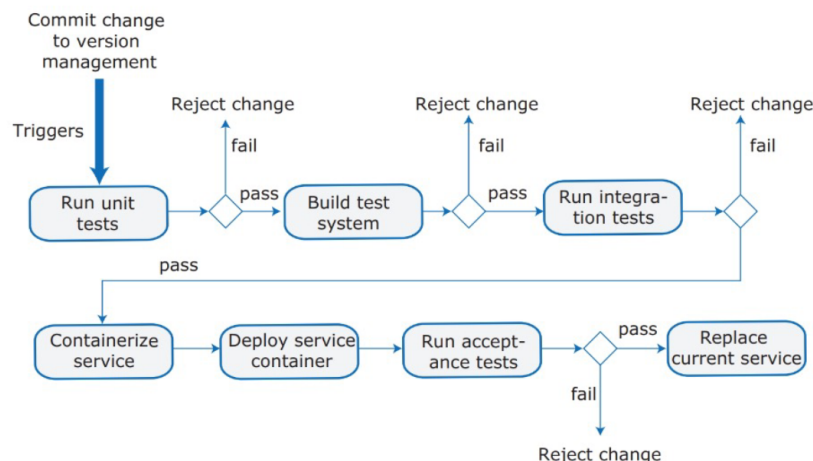 Commit change
to version
management
Triggers
Reject change
Reject change
Reject change
fail
fail
fail
Run unit
tests
pass
Build test
system
pass
Run integra-
tion tests
pass
Containerize
service
Deploy service
container
Run accept-
ance tests
pass
Replace
current service
fail
Reject change